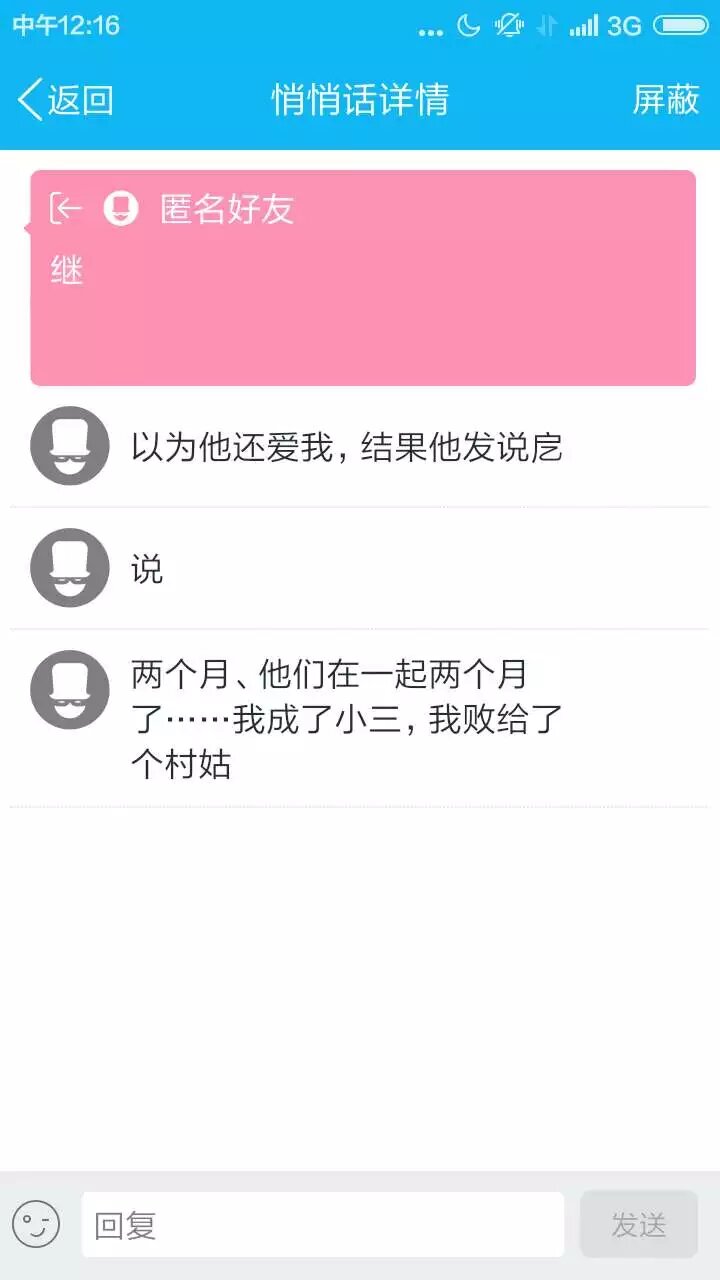 中午12:16
... 3G
返回 悄悄话详情 屏蔽
匿名好友
继
以为他还爱我，结果他发说戹
说
两个月、他们在一起两个月
了……我成了小三，我败给了
个村姑
回复 发送